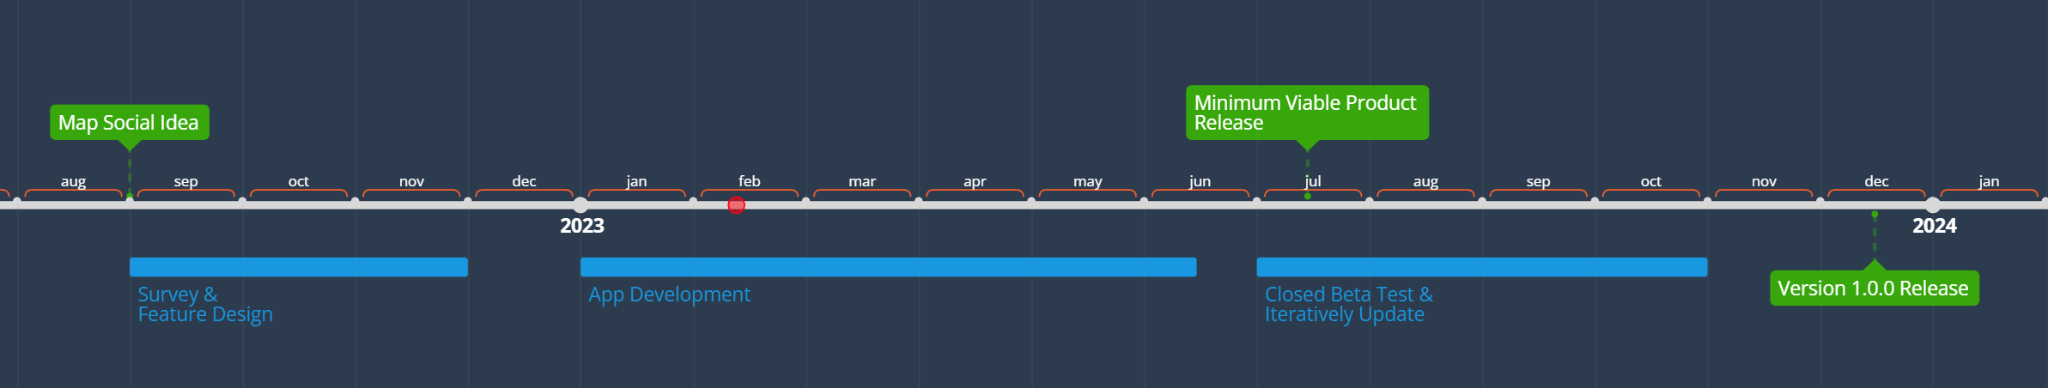 Map Social Idea
Minimum Viable Product
Release
aug sep oct nov dec jan feb mar apr may jun jul aug sep oct nov dec jan
2023 2024
Survey &
Feature Design
App Development
Closed Beta Test &
Iteratively Update
Version 1.0.0 Release